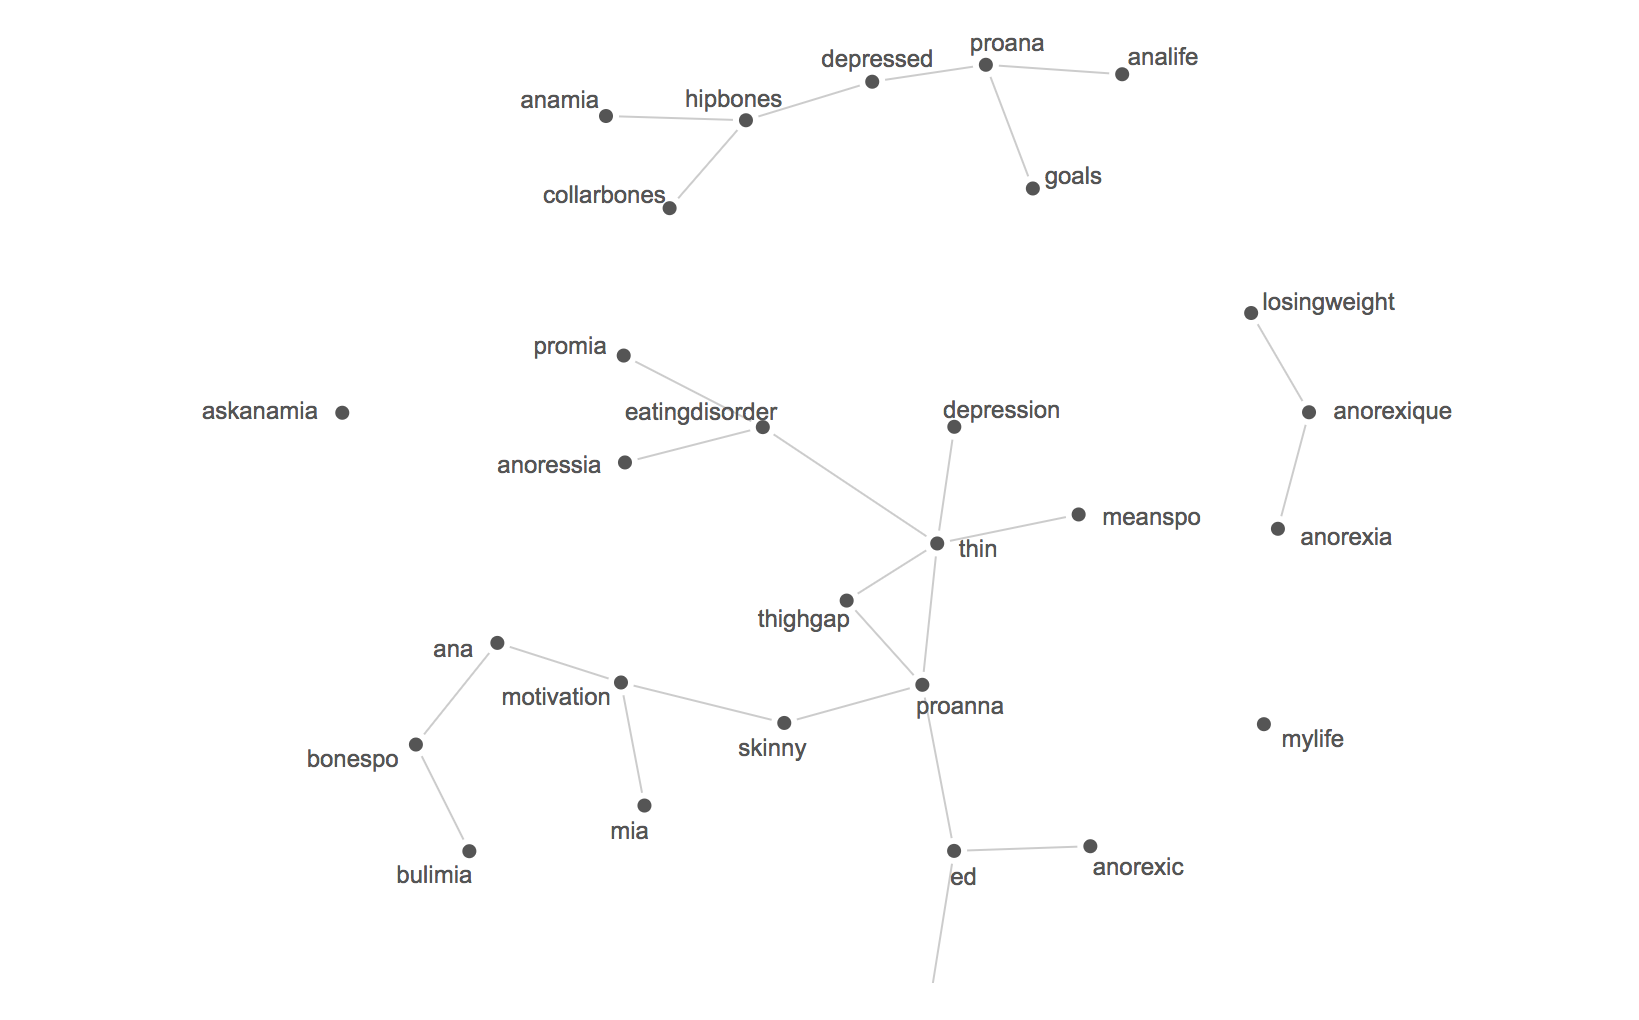 proana
analife
depressed
anamia
hipbones
goals
collarbones
losingweight
promia
askanamia
eatingdisorder
depression
anorexique
anoressia
meanspo
anorexia
thin
thighgap
ana
motivation
proanna
skinny
mylife
bonespo
mia
bulimia
ed
anorexic